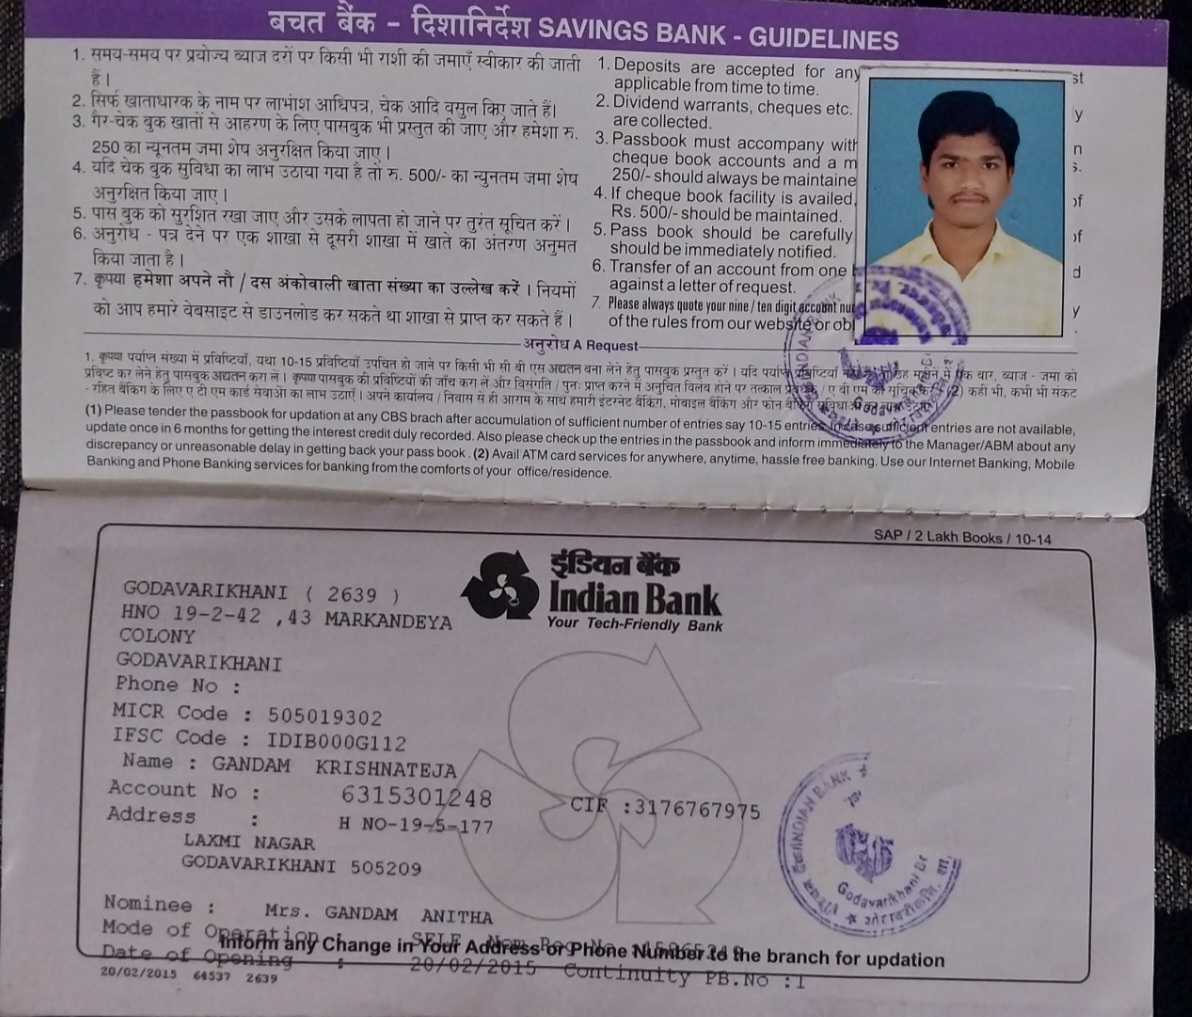 बचत बैंक - दिशानिर्देश SAVINGS BANK - GUIDELINES
1. समय-समय पर प्रयोज्य ब्याज दरों पर किसी भी राशी की जमाएँ स्वीकार की जाती
हैं।
2. सिर्फ खाताधारक के नाम पर लाभांश आधिपत्र, चेक आदि वसुल किए जाते हैं।
3. गैर-चेक बुक खातों से आहरण के लिए पासबुक भी प्रस्तुत की जाए और हमेशा रु.
250 का न्यूनतम जमा शेष अनुरक्षित किया जाए।
4. यदि चेक बुक सुविधा का लाभ उठाया गया है तो रु. 500/- का न्युनतम जमा शेष
अनुरक्षित किया जाए।
5. पास बुक को सुरक्षित रखा जाए और उसके लापता हो जाने पर तुरंत सूचित करें।
6. अनुरोध - पत्र देने पर एक शाखा से दूसरी शाखा में खाते का अंतरण अनुमत
किया जाता है।
7. कृपया हमेशा अपने नौ / दस अंकोवाली खाता संख्या का उल्लेख करें। नियमों
को आप हमारे वेबसाइट से डाउनलोड कर सकते था शाखा से प्राप्त कर सकते हैं।
1. Deposits are accepted for any
applicable from time to time.
2. Dividend warrants, cheques etc.
are collected.
3. Passbook must accompany with
cheque book accounts and a m
250/- should always be maintaine
4. If cheque book facility is availed,
Rs. 500/- should be maintained.
5. Pass book should be carefully
should be immediately notified.
6. Transfer of an account from one
against a letter of request.
7. Please always quote your nine / ten digit account nu
of the rules from our website or ob
st
y
n
s.
of
of
d
y
.
अनुरोध A Request
1. कृपया पर्याप्त संख्या में प्रविष्टियाँ, यथा 10-15 प्रविष्टियाँ उपचित हो जाने पर किसी भी सी बी एस अद्यतन बना लेने हेतु पासबुक प्रस्तुत करें। यदि पर्याप्त प्रविष्टियाँ एक बार, ब्याज - जमा को
प्रविष्ट कर लेने हेतु पासबुक अद्यतन करा लें। कृपया पासबुक की प्रविष्टियों की जाँच करा लें और विसंगति / पुनः प्राप्त करने में अनुचित विलंब होने पर तत्काल (2) कही भी, कभी भी संकट
- रहित बैंकिंग के लिए ए टी एम कार्ड सेवाओं का लाभ उठाएँ। अपने कार्यालय / निवास से ही आराम के साथ हमारी इंटरनेट बैंकिंग, मोबाइल बैंकिंग और फोन बैंकिंग
(1) Please tender the passbook for updation at any CBS brach after accumulation of sufficient number of entries say 10-15 entries. In case sufficient entries are not available,
update once in 6 months for getting the interest credit duly recorded. Also please check up the entries in the passbook and inform immediately to the Manager/ABM about any
discrepancy or unreasonable delay in getting back your pass book . (2) Avail ATM card services for anywhere, anytime, hassle free banking. Use our Internet Banking, Mobile
Banking and Phone Banking services for banking from the comforts of your office/residence.
SAP / 2 Lakh Books / 10-14
इंडियन बैंक
Indian Bank
Your Tech-Friendly Bank
GODAVARIKHANI ( 2639 )
HNO 19-2-42 ,43 MARKANDEYA
COLONY
GODAVARIKHANI
Phone No :
MICR Code : 505019302
IFSC Code : IDIB000G112
Name : GANDAM KRISHNATEJA
Account No : 6315301248 CIF :3176767975
Address : H NO-19-5-177
LAXMI NAGAR
GODAVARIKHANI 505209
INDIAN BANK
Godavarikhani Br
Nominee : Mrs. GANDAM ANITHA
Mode of Operation : SELF
Inform any Change in Your Address or Phone Number to the branch for updation
Date of Opening : 20/02/2015 Continuity PB.No :1
20/02/2015 64537 2639